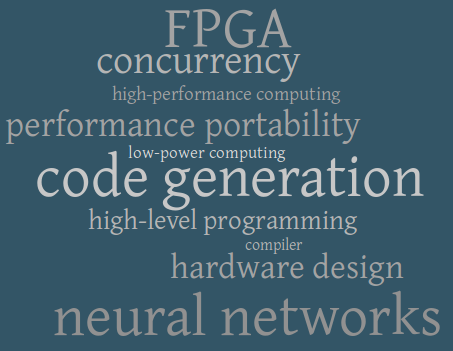 FPGA
concurrency
high-performance computing
performance portability
low-power computing
code generation
high-level programming
compiler
hardware design
neural networks